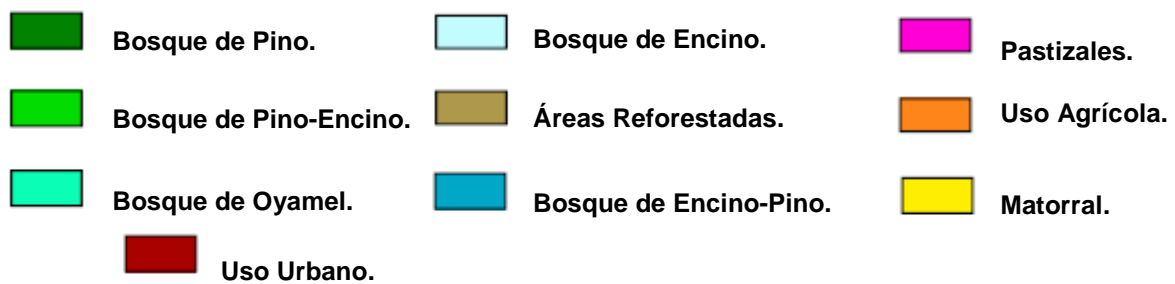 Bosque de Pino.
Bosque de Encino.
Pastizales.
Bosque de Pino-Encino.
Áreas Reforestadas.
Uso Agrícola.
Bosque de Oyamel.
Bosque de Encino-Pino.
Matorral.
Uso Urbano.